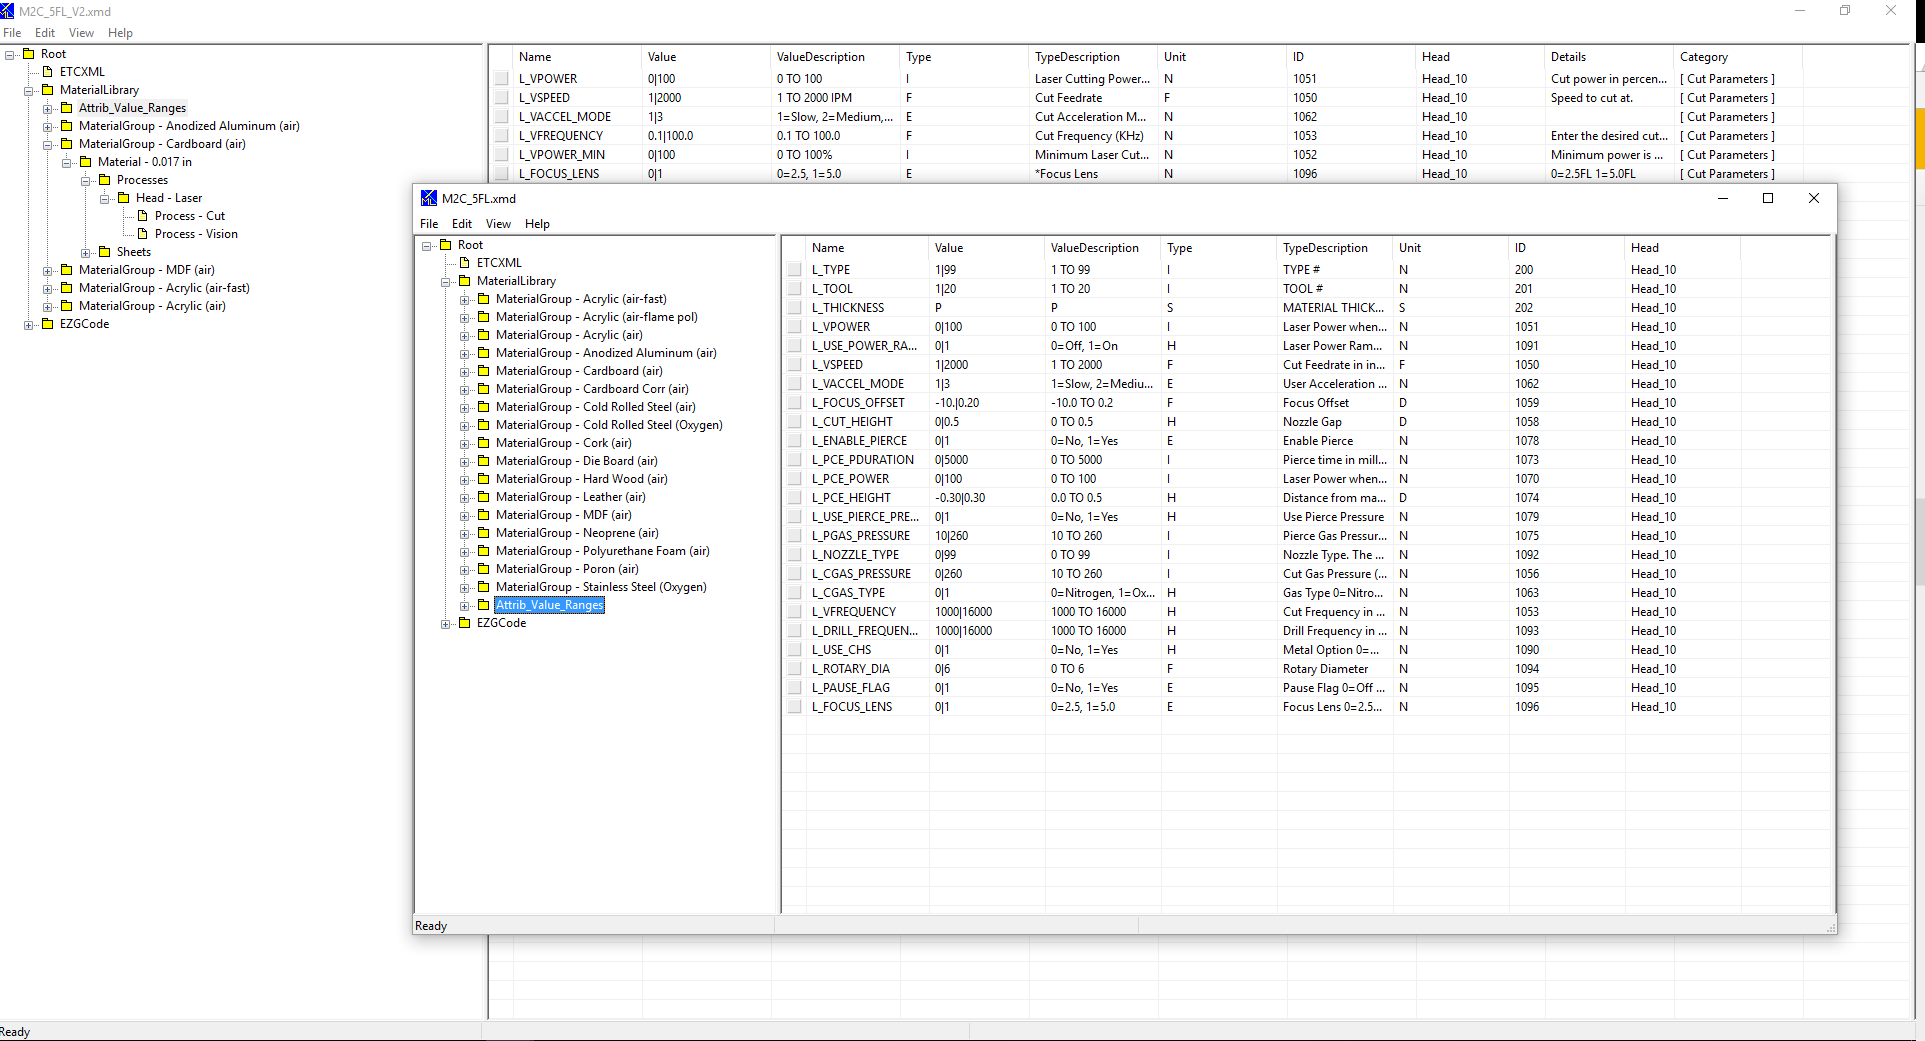 M2C_5FL_V2.xmd
File Edit View Help
Root
ETCXML
MaterialLibrary
Attrib_Value_Ranges
MaterialGroup - Anodized Aluminum (air)
MaterialGroup - Cardboard (air)
Material - 0.017 in
Processes
Head - Laser
Process - Cut
Process - Vision
Sheets
MaterialGroup - MDF (air)
MaterialGroup - Acrylic (air-fast)
MaterialGroup - Acrylic (air)
EZGCode
Name Value ValueDescription Type TypeDescription Unit ID Head Details Category
L_VPOWER 0|100 0 TO 100 I Laser Cutting Power... N 1051 Head_10 Cut power in percen... [ Cut Parameters ]
L_VSPEED 1|2000 1 TO 2000 IPM F Cut Feedrate F 1050 Head_10 Speed to cut at. [ Cut Parameters ]
L_VACCEL_MODE 1|3 1=Slow, 2=Medium,... E Cut Acceleration M... N 1062 Head_10 [ Cut Parameters ]
L_VFREQUENCY 0.1|100.0 0.1 TO 100.0 F Cut Frequency (KHz) N 1053 Head_10 Enter the desired cut... [ Cut Parameters ]
L_VPOWER_MIN 0|100 0 TO 100% I Minimum Laser Cut... N 1052 Head_10 Minimum power is ... [ Cut Parameters ]
L_FOCUS_LENS 0|1 0=2.5, 1=5.0 E *Focus Lens N 1096 Head_10 0=2.5FL 1=5.0FL [ Cut Parameters ]
M2C_5FL.xmd
File Edit View Help
Root
ETCXML
MaterialLibrary
MaterialGroup - Acrylic (air-fast)
MaterialGroup - Acrylic (air-flame pol)
MaterialGroup - Acrylic (air)
MaterialGroup - Anodized Aluminum (air)
MaterialGroup - Cardboard (air)
MaterialGroup - Cardboard Corr (air)
MaterialGroup - Cold Rolled Steel (air)
MaterialGroup - Cold Rolled Steel (Oxygen)
MaterialGroup - Cork (air)
MaterialGroup - Die Board (air)
MaterialGroup - Hard Wood (air)
MaterialGroup - Leather (air)
MaterialGroup - MDF (air)
MaterialGroup - Neoprene (air)
MaterialGroup - Polyurethane Foam (air)
MaterialGroup - Poron (air)
MaterialGroup - Stainless Steel (Oxygen)
Attrib_Value_Ranges
EZGCode
Name Value ValueDescription Type TypeDescription Unit ID Head
L_TYPE 1|99 1 TO 99 I TYPE # N 200 Head_10
L_TOOL 1|20 1 TO 20 I TOOL # N 201 Head_10
L_THICKNESS P P S MATERIAL THICK... S 202 Head_10
L_VPOWER 0|100 0 TO 100 I Laser Power when... N 1051 Head_10
L_USE_POWER_RA... 0|1 0=Off, 1=On H Laser Power Ram... N 1091 Head_10
L_VSPEED 1|2000 1 TO 2000 F Cut Feedrate in in... F 1050 Head_10
L_VACCEL_MODE 1|3 1=Slow, 2=Mediu... E User Acceleration ... N 1062 Head_10
L_FOCUS_OFFSET -10.|0.20 -10.0 TO 0.2 F Focus Offset D 1059 Head_10
L_CUT_HEIGHT 0|0.5 0 TO 0.5 H Nozzle Gap D 1058 Head_10
L_ENABLE_PIERCE 0|1 0=No, 1=Yes E Enable Pierce N 1078 Head_10
L_PCE_PDURATION 0|5000 0 TO 5000 I Pierce time in mill... N 1073 Head_10
L_PCE_POWER 0|100 0 TO 100 I Laser Power when... N 1070 Head_10
L_PCE_HEIGHT -0.30|0.30 0.0 TO 0.5 H Distance from ma... D 1074 Head_10
L_USE_PIERCE_PRE... 0|1 0=No, 1=Yes H Use Pierce Pressure N 1079 Head_10
L_PGAS_PRESSURE 10|260 10 TO 260 I Pierce Gas Pressur... N 1075 Head_10
L_NOZZLE_TYPE 0|99 0 TO 99 I Nozzle Type. The ... N 1092 Head_10
L_CGAS_PRESSURE 0|260 10 TO 260 I Cut Gas Pressure (... N 1056 Head_10
L_CGAS_TYPE 0|1 0=Nitrogen, 1=Ox... H Gas Type 0=Nitro... N 1063 Head_10
L_VFREQUENCY 1000|16000 1000 TO 16000 H Cut Frequency in ... N 1053 Head_10
L_DRILL_FREQUEN... 1000|16000 1000 TO 16000 H Drill Frequency in ... N 1093 Head_10
L_USE_CHS 0|1 0=No, 1=Yes H Metal Option 0=... N 1090 Head_10
L_ROTARY_DIA 0|6 0 TO 6 F Rotary Diameter N 1094 Head_10
L_PAUSE_FLAG 0|1 0=No, 1=Yes E Pause Flag 0=Off ... N 1095 Head_10
L_FOCUS_LENS 0|1 0=2.5, 1=5.0 E Focus Lens 0=2.5... N 1096 Head_10
Ready
Ready